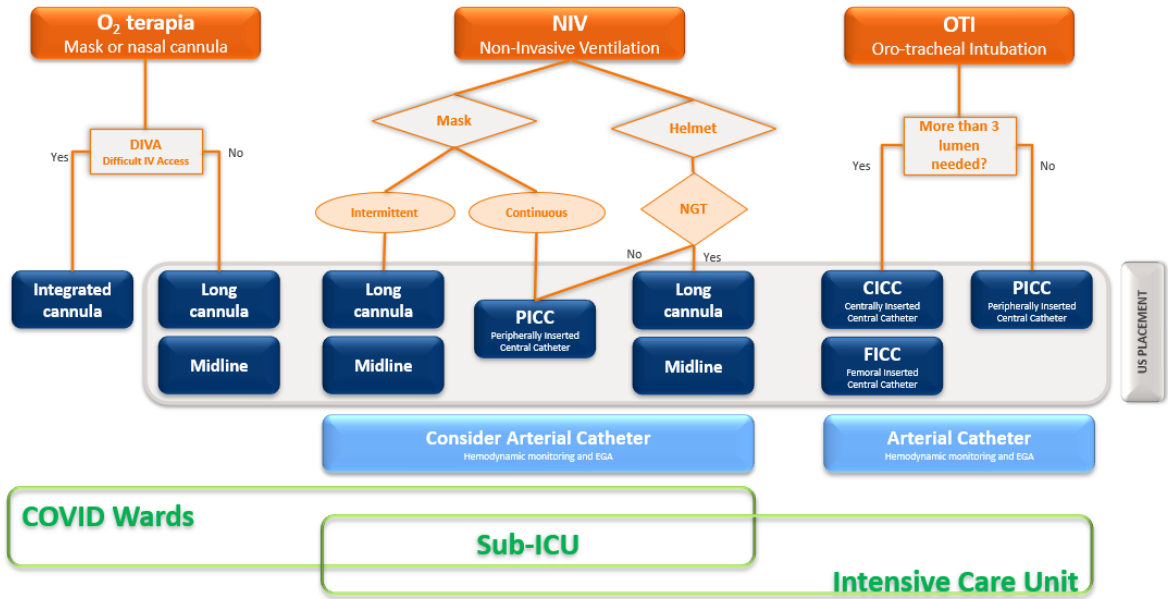 O₂ terapia
Mask or nasal cannula
NIV
Non-Invasive Ventilation
OTI
Oro-tracheal Intubation
DIVA
Difficult IV Access
Yes
No
Mask
Helmet
More than 3
lumen
needed?
Yes
No
Intermittent
Continuous
NGT
No
Yes
Integrated
cannula
Long
cannula
Midline
Long
cannula
Midline
PICC
Peripherally Inserted
Central Catheter
Long
cannula
Midline
CICC
Centrally Inserted
Central Catheter
FICC
Femoral Inserted
Central Catheter
PICC
Peripherally Inserted
Central Catheter
US PLACEMENT
Consider Arterial Catheter
Hemodynamic monitoring and EGA
Arterial Catheter
Hemodynamic monitoring and EGA
COVID Wards
Sub-ICU
Intensive Care Unit